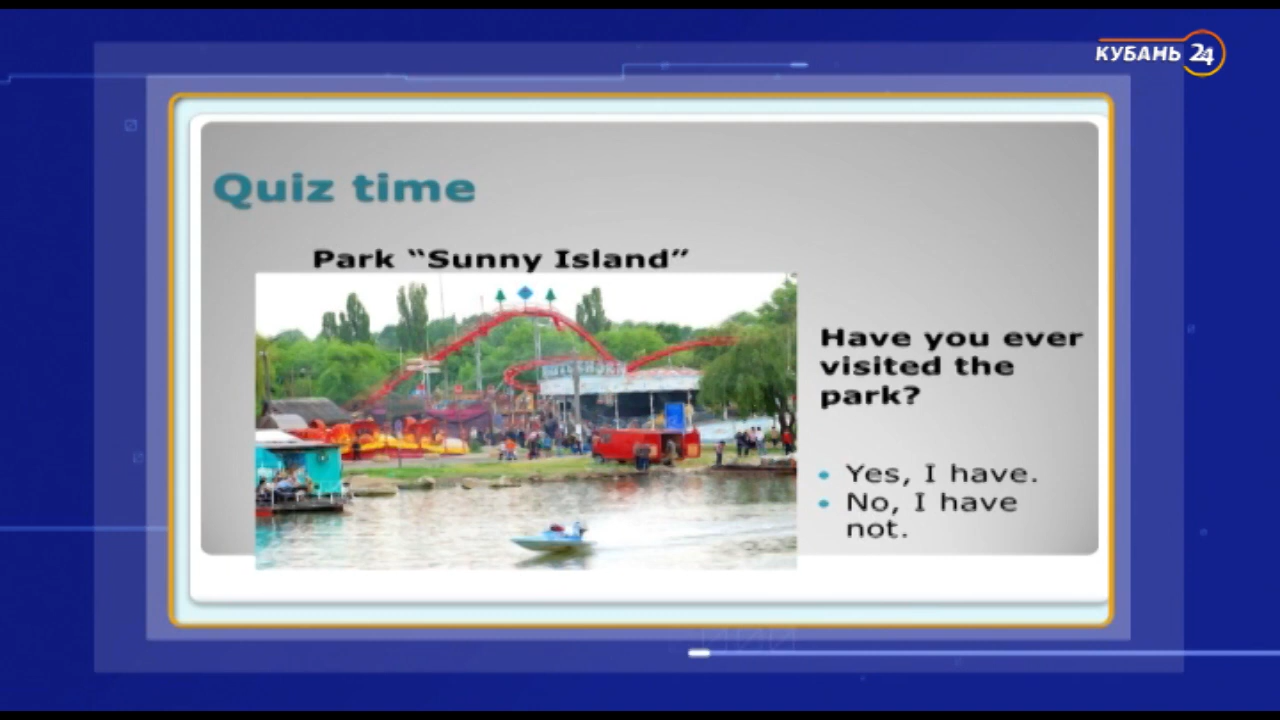 КУБАНЬ 24
Quiz time
Park “Sunny Island”
Have you ever
visited the
park?
• Yes, I have.
• No, I have
not.